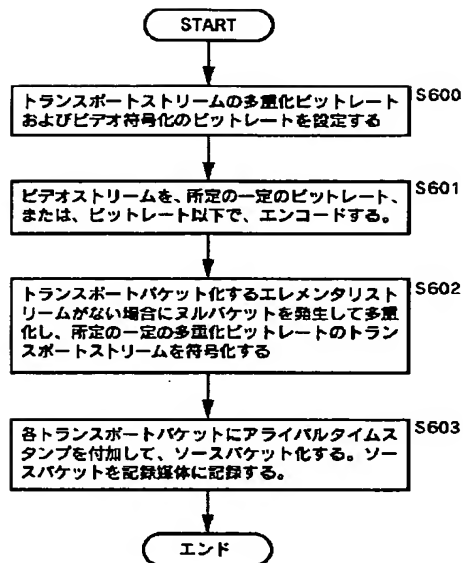 START
トランスポートストリームの多重化ビットレート
およびビデオ符号化のビットレートを設定する
S600
ビデオストリームを、所定の一定のビットレート、
または、ビットレート以下で、エンコードする。
S601
トランスポートパケット化するエレメンタリスト
リームがない場合にヌルパケットを発生して多重
化し、所定の一定の多重化ビットレートのトラン
スポートストリームを符号化する
S602
各トランスポートパケットにアライバルタイムス
タンプを付加して、ソースパケット化する。ソー
スパケットを記録媒体に記録する。
S603
エンド